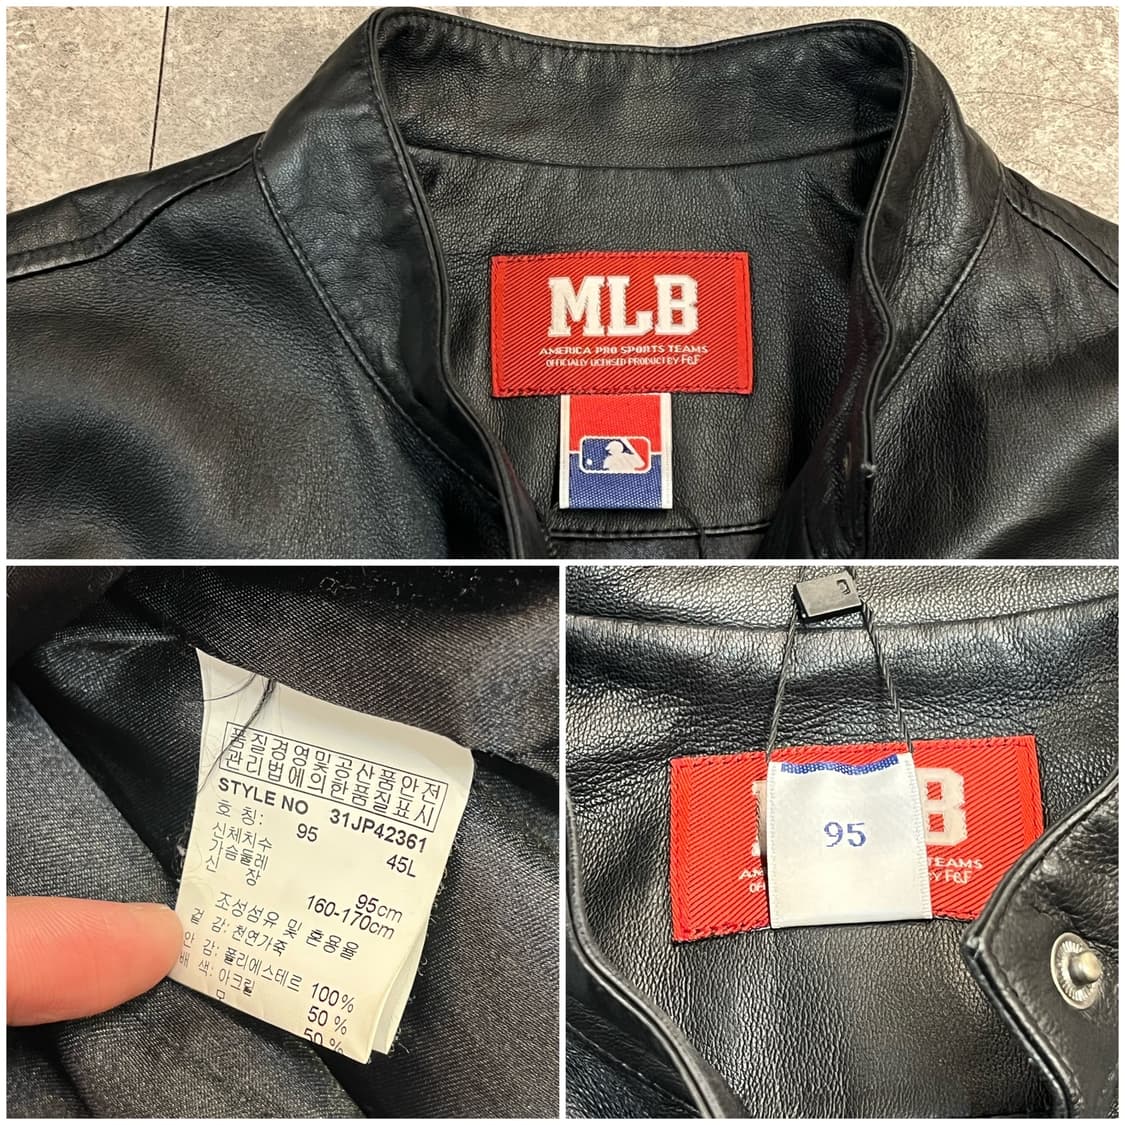 MLB
AMERICA PRO SPORTS TEAMS
OFFICIALLY LICENSED PRODUCT BY F&F
품질경영및공산품안전
관리법에의한품질표시
STYLE NO 31JP42361
호 칭: 95 45L
신체치수
가슴둘레 95cm
신 장 160-170cm
조성섬유 및 혼용율
겉 감: 천연가죽
안 감: 폴리에스테르 100%
배 색: 아크릴 50 %
모 50 %
95
B
TEAMS
BY F&F